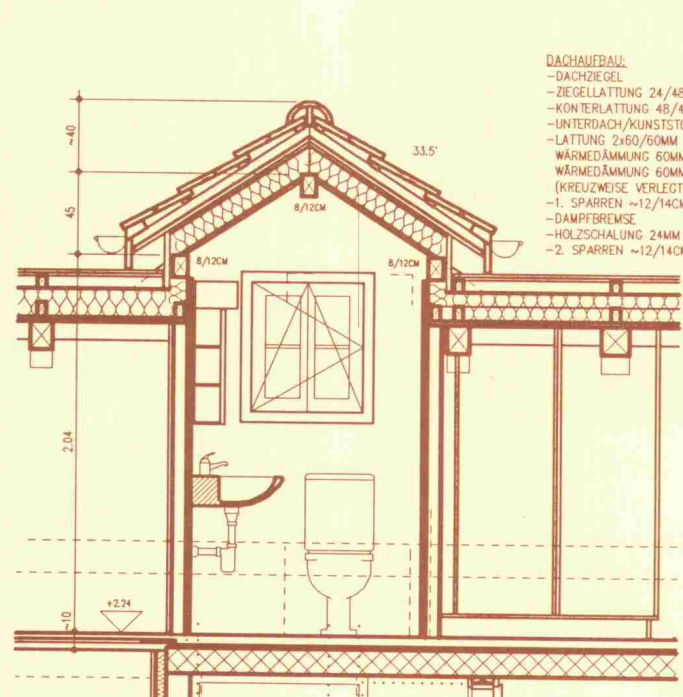 DACHAUFBAU:
-DACHZIEGEL
-ZIEGELLATTUNG 24/48
-KONTERLATTUNG 48/4
-UNTERDACH/KUNSTSTO
-LATTUNG 2x60/60MM
WÄRMEDÄMMUNG 60MM
WÄRMEDÄMMUNG 60MM
(KREUZWEISE VERLEGT
-1. SPARREN ~12/14CM
-DAMPFBREMSE
-HOLZSCHALUNG 24MM
-2. SPARREN ~12/14CM
~40
33.5°
45
8/12CM
8/12CM
8/12CM
2.04
+2.24
~10